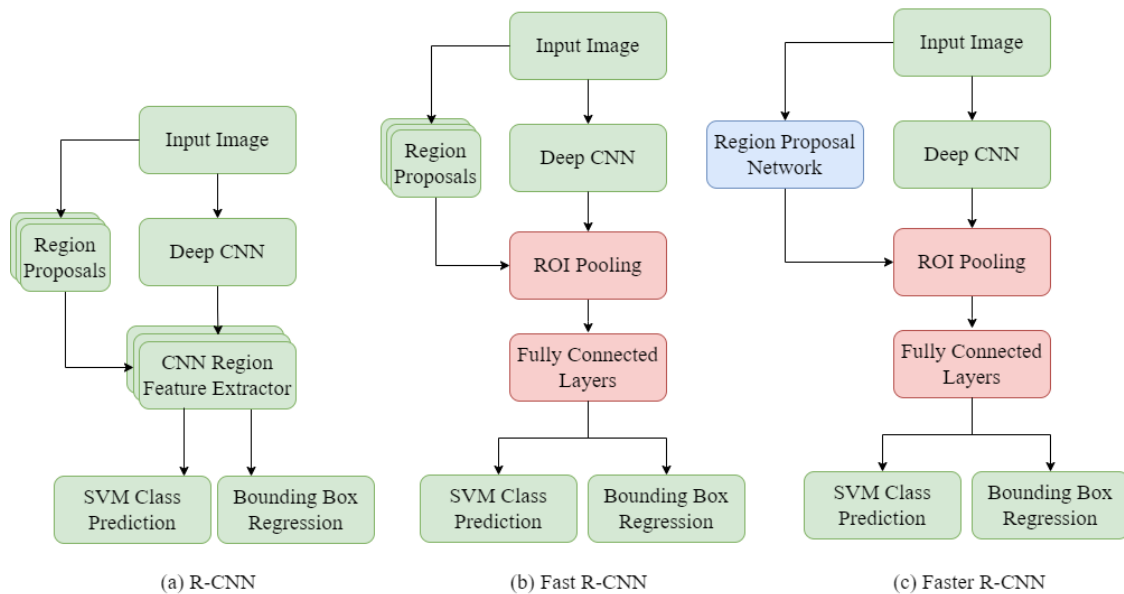 Input Image
Region
Proposals
Deep CNN
CNN Region
Feature Extractor
SVM Class
Prediction
Bounding Box
Regression
(a) R-CNN
Input Image
Region
Proposals
Deep CNN
ROI Pooling
Fully Connected
Layers
SVM Class
Prediction
Bounding Box
Regression
(b) Fast R-CNN
Input Image
Region Proposal
Network
Deep CNN
ROI Pooling
Fully Connected
Layers
SVM Class
Prediction
Bounding Box
Regression
(c) Faster R-CNN